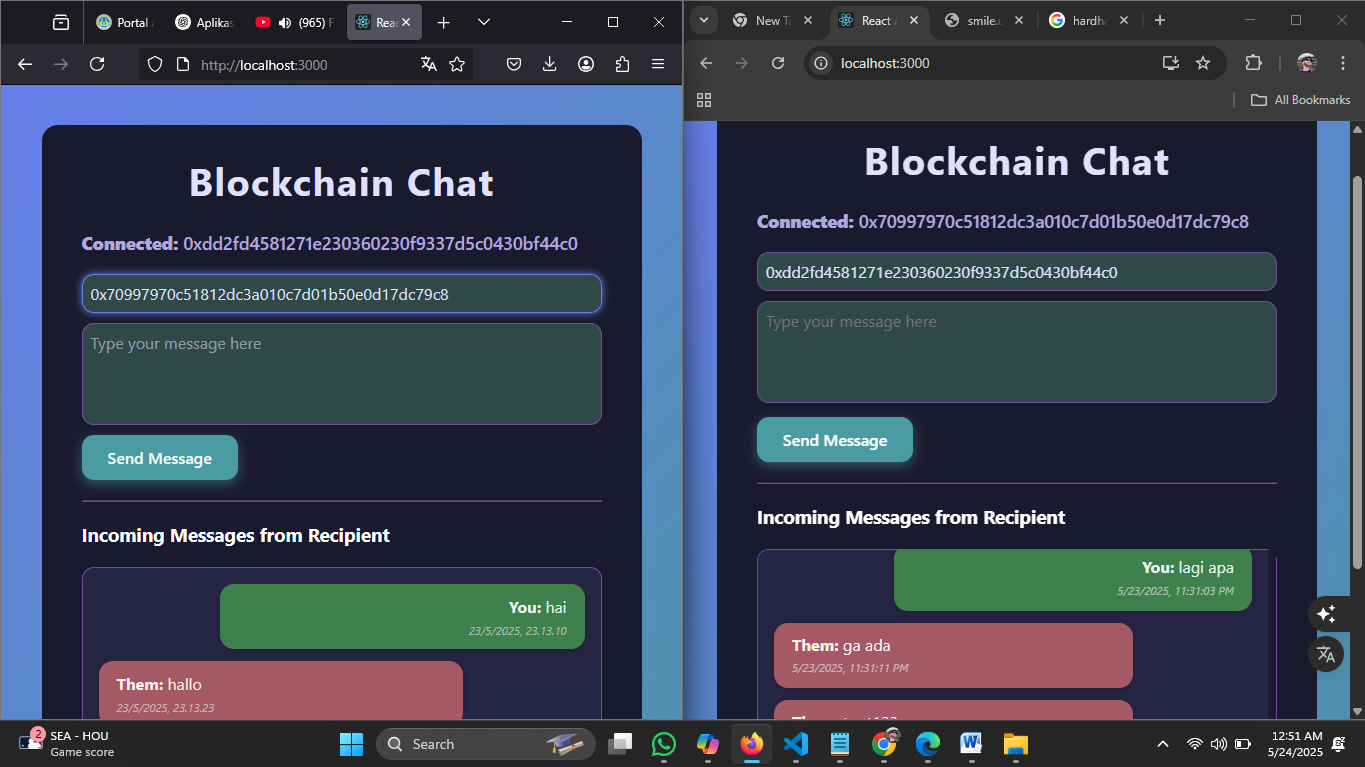 Portal
Aplikas
(965) F
Reac
http://localhost:3000
Blockchain Chat
Connected: 0xdd2fd4581271e230360230f9337d5c0430bf44c0
0x70997970c51812dc3a010c7d01b50e0d17dc79c8
Type your message here
Send Message
Incoming Messages from Recipient
You: hai
23/5/2025, 23.13.10
Them: hallo
23/5/2025, 23.13.23
New Ta
React A
smile.u
hardha
localhost:3000
All Bookmarks
Blockchain Chat
Connected: 0x70997970c51812dc3a010c7d01b50e0d17dc79c8
0xdd2fd4581271e230360230f9337d5c0430bf44c0
Type your message here
Send Message
Incoming Messages from Recipient
You: lagi apa
5/23/2025, 11:31:03 PM
Them: ga ada
5/23/2025, 11:31:11 PM
2
SEA - HOU
Game score
Search
12:51 AM
5/24/2025